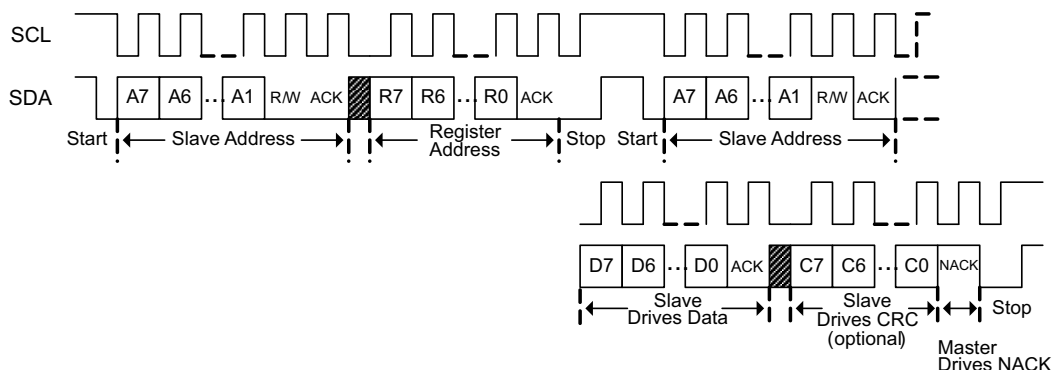 SCL
SDA A7 A6 ... A1 R/W ACK R7 R6 ... R0 ACK A7 A6 ... A1 R/W ACK
Start Slave Address Register Address Stop Start Slave Address
D7 D6 ... D0 ACK C7 C6 ... C0 NACK
Slave Drives Data
Slave Drives CRC (optional)
Stop
Master Drives NACK